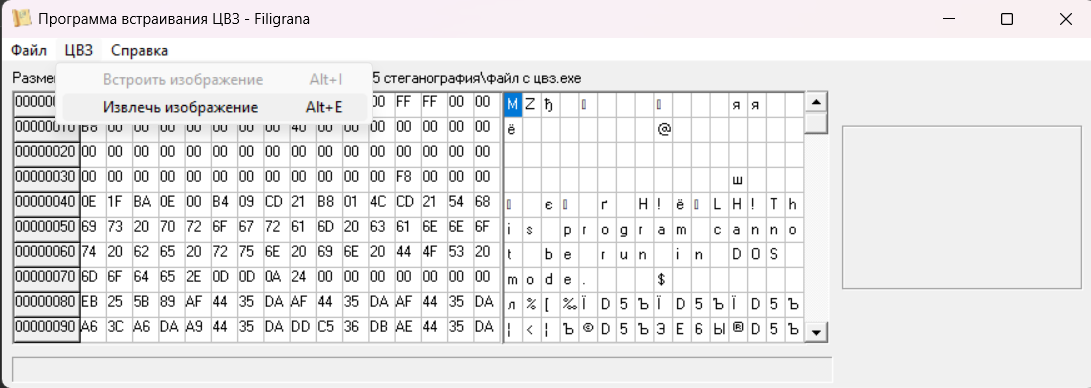 Программа встраивания ЦВЗ - Filigrana
Файл ЦВЗ Справка
Разме 5 стеганография\файл с цвз.exe
Встроить изображение Alt+I
Извлечь изображение Alt+E
000000 00 FF FF 00 00 M Z ђ я я
00000010 B8 00 00 00 00 00 00 00 40 00 00 00 00 00 00 00 ё @
00000020 00 00 00 00 00 00 00 00 00 00 00 00 00 00 00 00
00000030 00 00 00 00 00 00 00 00 00 00 00 00 F8 00 00 00 ш
00000040 0E 1F BA 0E 00 B4 09 CD 21 B8 01 4C CD 21 54 68 є ґ Н ! ё L Н ! T h
00000050 69 73 20 70 72 6F 67 72 61 6D 20 63 61 6E 6E 6F i s p r o g r a m c a n n o
00000060 74 20 62 65 20 72 75 6E 20 69 6E 20 44 4F 53 20 t b e r u n i n D O S
00000070 6D 6F 64 65 2E 0D 0D 0A 24 00 00 00 00 00 00 00 m o d e . $
00000080 EB 25 5B 89 AF 44 35 DA AF 44 35 DA AF 44 35 DA л % [ ‰ Ї D 5 Ъ Ї D 5 Ъ Ї D 5 Ъ
00000090 A6 3C A6 DA A9 44 35 DA DD C5 36 DB AE 44 35 DA ¦ < ¦ Ъ © D 5 Ъ Э Е 6 Ы ® D 5 Ъ